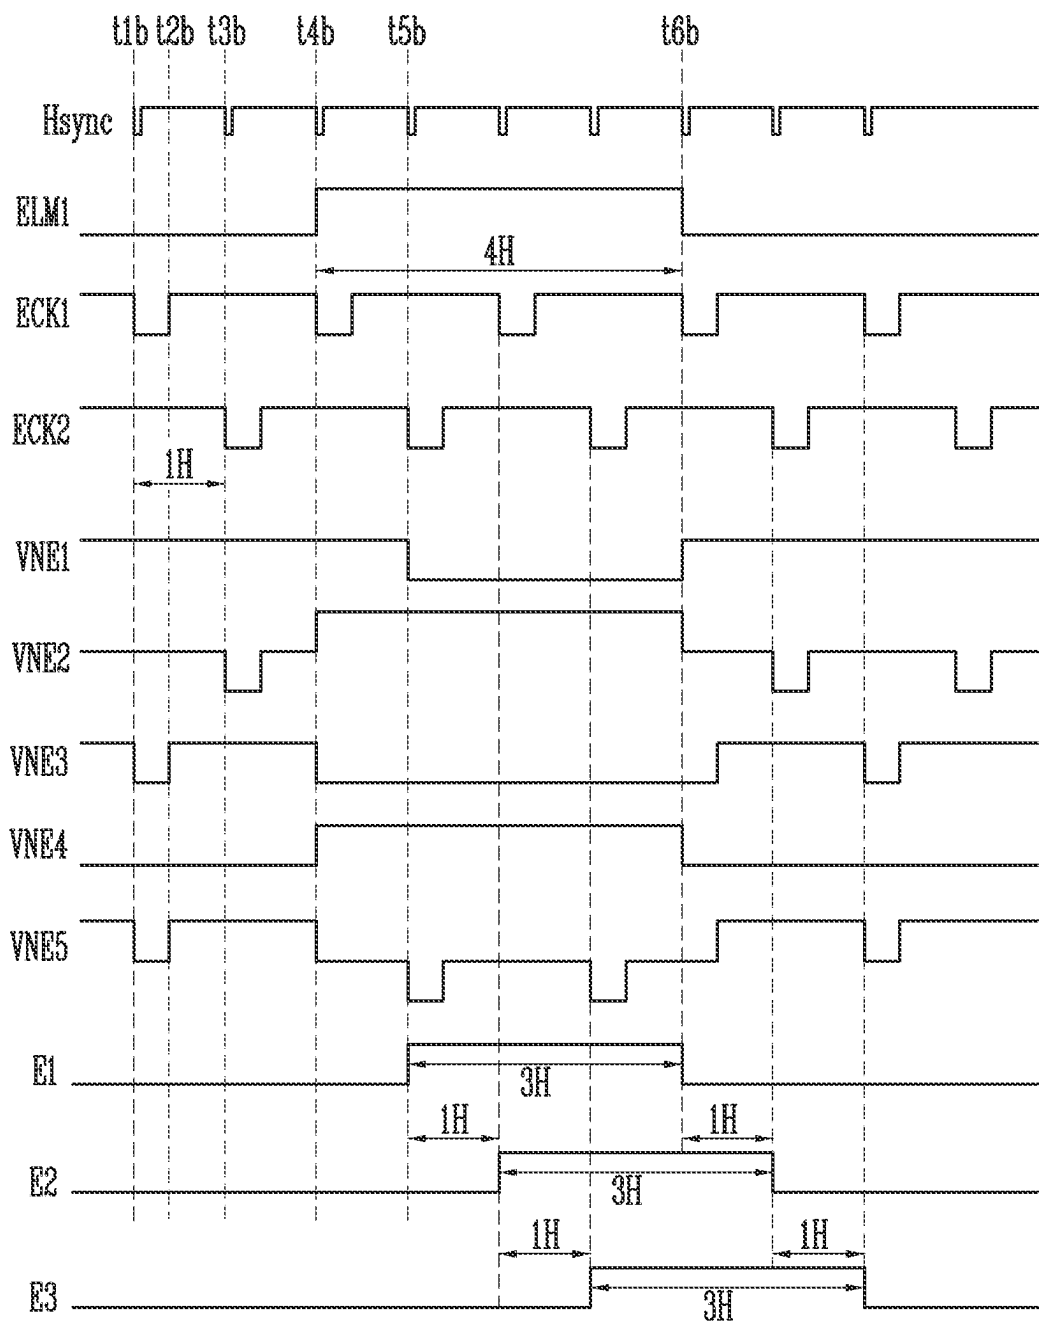 t1b t2b t3b t4b t5b t6b
Hsync
ELM1
4H
ECK1
ECK2
1H
VNE1
VNE2
VNE3
VNE4
VNE5
E1
3H
1H 1H
E2
3H
1H 1H
E3
3H